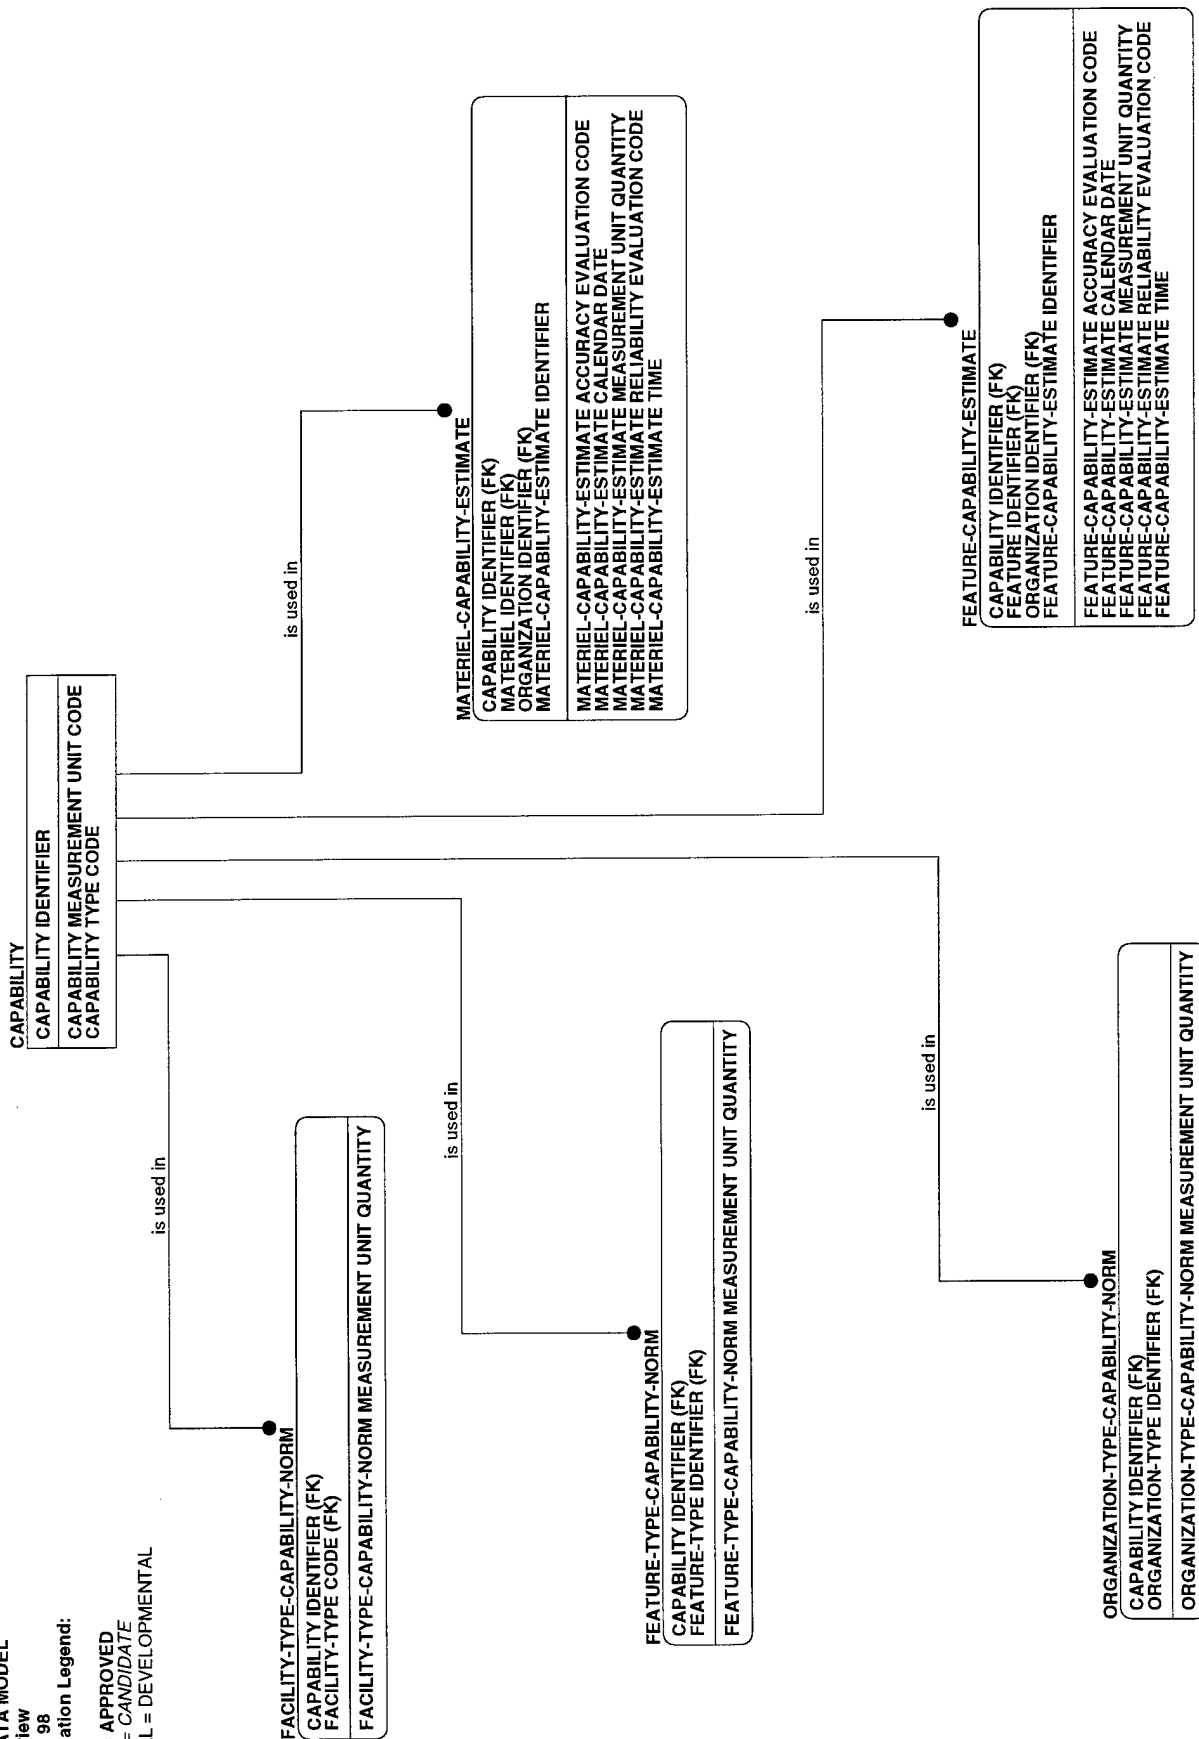 ATA MODEL
view
98
ation Legend:
APPROVED
= CANDIDATE
L = DEVELOPMENTAL
CAPABILITY
CAPABILITY IDENTIFIER
CAPABILITY MEASUREMENT UNIT CODE
CAPABILITY TYPE CODE
is used in
FACILITY-TYPE-CAPABILITY-NORM
CAPABILITY IDENTIFIER (FK)
FACILITY-TYPE CODE (FK)
FACILITY-TYPE-CAPABILITY-NORM MEASUREMENT UNIT QUANTITY
is used in
MATERIEL-CAPABILITY-ESTIMATE
CAPABILITY IDENTIFIER (FK)
MATERIEL IDENTIFIER (FK)
ORGANIZATION IDENTIFIER (FK)
MATERIEL-CAPABILITY-ESTIMATE IDENTIFIER
MATERIEL-CAPABILITY-ESTIMATE ACCURACY EVALUATION CODE
MATERIEL-CAPABILITY-ESTIMATE CALENDAR DATE
MATERIEL-CAPABILITY-ESTIMATE MEASUREMENT UNIT QUANTITY
MATERIEL-CAPABILITY-ESTIMATE RELIABILITY EVALUATION CODE
MATERIEL-CAPABILITY-ESTIMATE TIME
is used in
FEATURE-TYPE-CAPABILITY-NORM
CAPABILITY IDENTIFIER (FK)
FEATURE-TYPE IDENTIFIER (FK)
FEATURE-TYPE-CAPABILITY-NORM MEASUREMENT UNIT QUANTITY
is used in
FEATURE-CAPABILITY-ESTIMATE
CAPABILITY IDENTIFIER (FK)
FEATURE IDENTIFIER (FK)
ORGANIZATION IDENTIFIER (FK)
FEATURE-CAPABILITY-ESTIMATE IDENTIFIER
FEATURE-CAPABILITY-ESTIMATE ACCURACY EVALUATION CODE
FEATURE-CAPABILITY-ESTIMATE CALENDAR DATE
FEATURE-CAPABILITY-ESTIMATE MEASUREMENT UNIT QUANTITY
FEATURE-CAPABILITY-ESTIMATE RELIABILITY EVALUATION CODE
FEATURE-CAPABILITY-ESTIMATE TIME
is used in
ORGANIZATION-TYPE-CAPABILITY-NORM
CAPABILITY IDENTIFIER (FK)
ORGANIZATION-TYPE IDENTIFIER (FK)
ORGANIZATION-TYPE-CAPABILITY-NORM MEASUREMENT UNIT QUANTITY